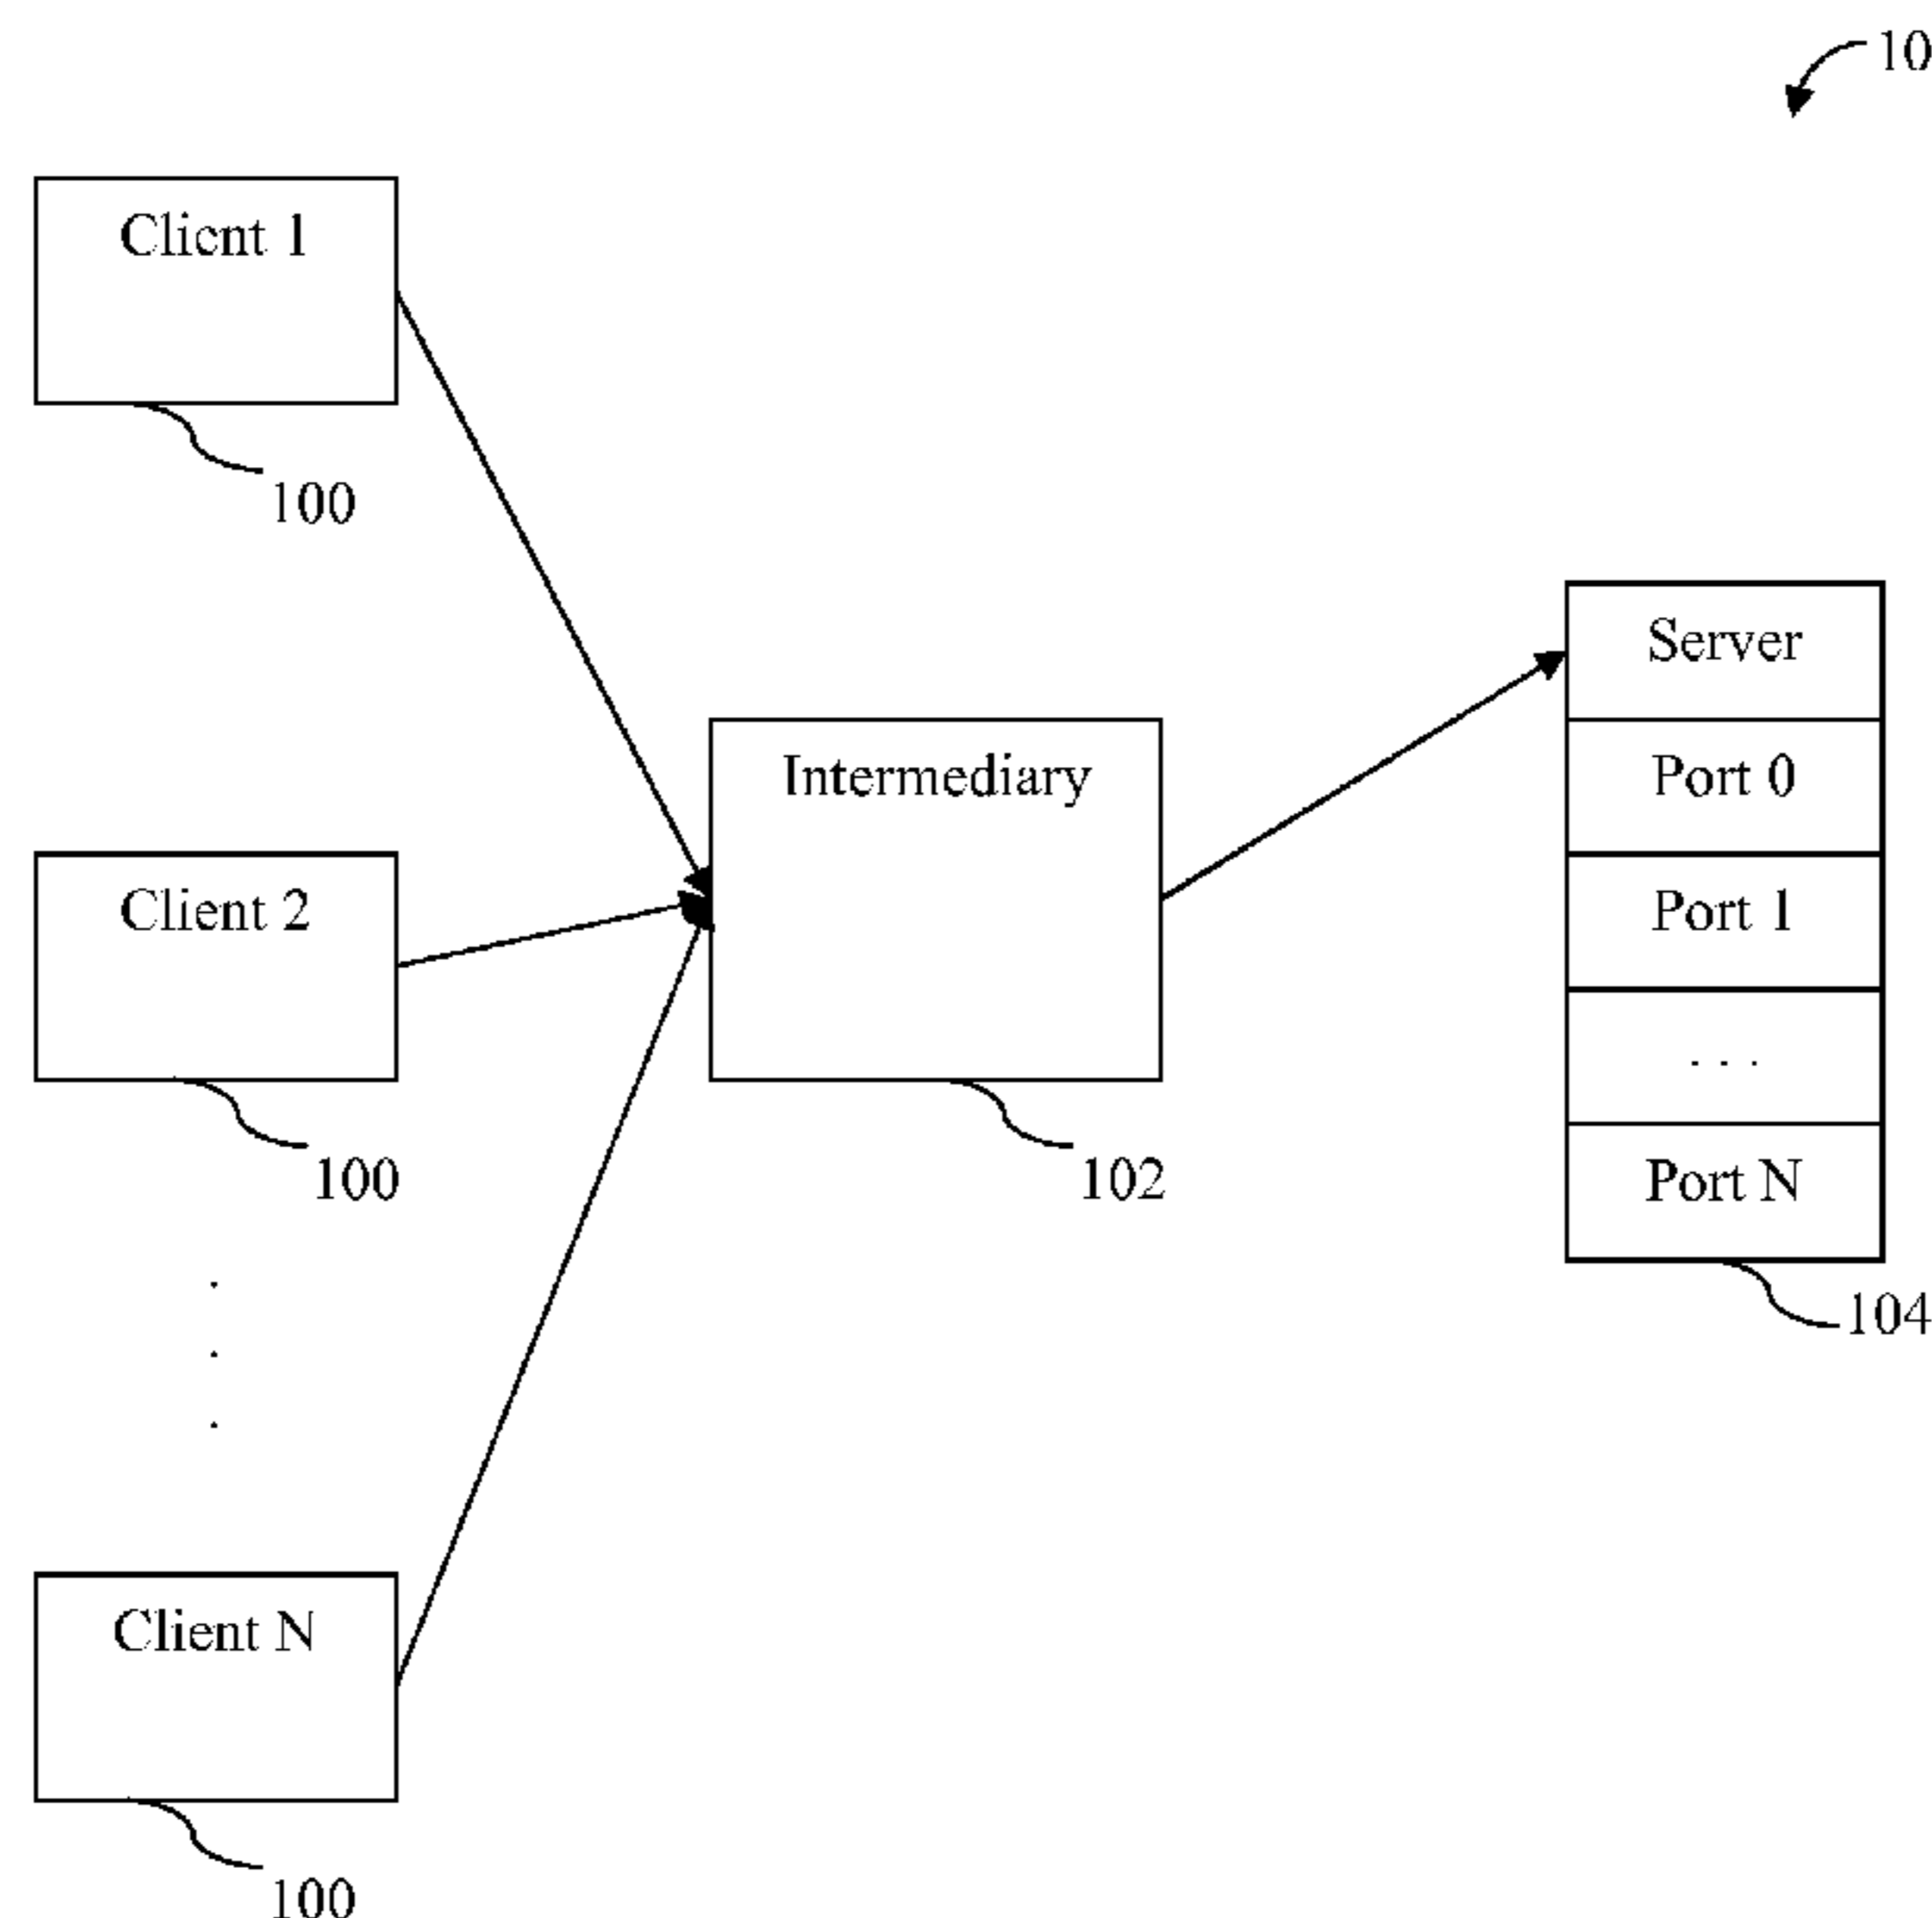 10
Client 1
100
Server
Intermediary
Port 0
Client 2
Port 1
. . .
100
102
Port N
.
.
.
104
Client N
100